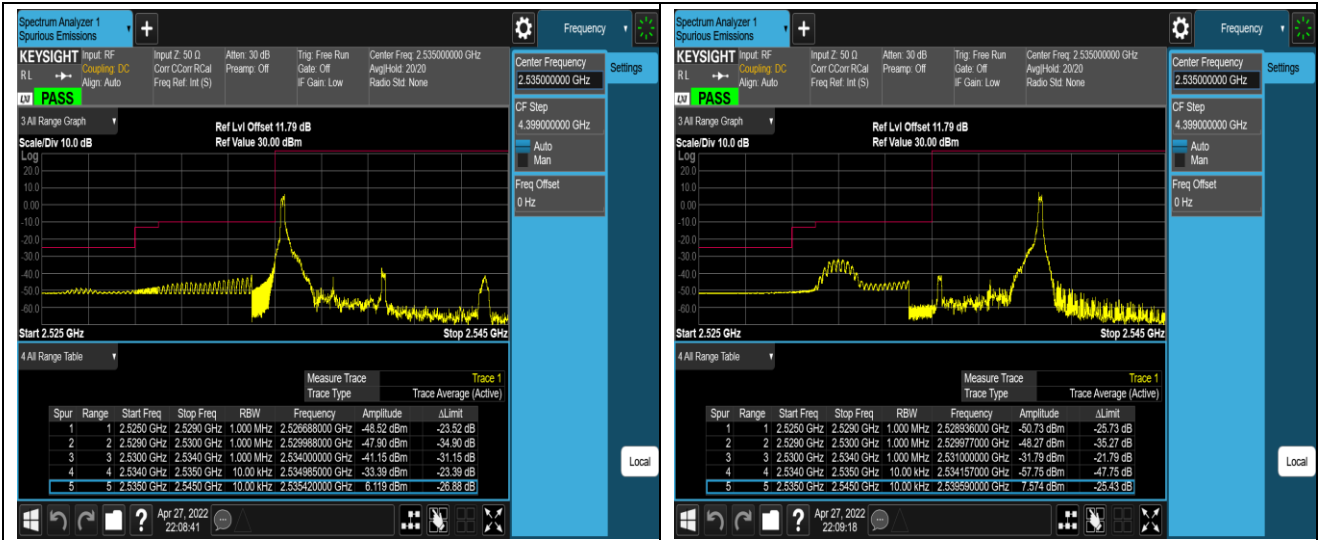 Spectrum Analyzer 1
Spurious Emissions
+
Frequency
KEYSIGHT Input: RF Input Z: 50 Ω Atten: 30 dB Trig: Free Run Center Freq: 2.535000000 GHz
Coupling: DC Corr CCorr RCal Preamp: Off Gate: Off Avg|Hold: 20/20
RL Align: Auto Freq Ref: Int (S) IF Gain: Low Radio Std: None
LXI PASS
3 All Range Graph
Ref Lvl Offset 11.79 dB
Scale/Div 10.0 dB Ref Value 30.00 dBm
Log
20.0
10.0
0.00
-10.0
-20.0
-30.0
-40.0
-50.0
-60.0
Start 2.525 GHz Stop 2.545 GHz
4 All Range Table
Measure Trace Trace 1
Trace Type Trace Average (Active)
Spur Range Start Freq Stop Freq RBW Frequency Amplitude ΔLimit
1 1 2.5250 GHz 2.5290 GHz 1.000 MHz 2.526688000 GHz -48.52 dBm -23.52 dB
2 2 2.5290 GHz 2.5300 GHz 1.000 MHz 2.529988000 GHz -47.90 dBm -34.90 dB
3 3 2.5300 GHz 2.5340 GHz 1.000 MHz 2.534000000 GHz -41.15 dBm -31.15 dB
4 4 2.5340 GHz 2.5350 GHz 10.00 kHz 2.534985000 GHz -33.39 dBm -23.39 dB
5 5 2.5350 GHz 2.5450 GHz 10.00 kHz 2.535420000 GHz 6.119 dBm -26.88 dB
Center Frequency
2.535000000 GHz
Settings
CF Step
4.399000000 GHz
Auto
Man
Freq Offset
0 Hz
Local
? Apr 27, 2022
22:08:41
Spectrum Analyzer 1
Spurious Emissions
+
Frequency
KEYSIGHT Input: RF Input Z: 50 Ω Atten: 30 dB Trig: Free Run Center Freq: 2.535000000 GHz
Coupling: DC Corr CCorr RCal Preamp: Off Gate: Off Avg|Hold: 20/20
RL Align: Auto Freq Ref: Int (S) IF Gain: Low Radio Std: None
LXI PASS
3 All Range Graph
Ref Lvl Offset 11.79 dB
Scale/Div 10.0 dB Ref Value 30.00 dBm
Log
20.0
10.0
0.00
-10.0
-20.0
-30.0
-40.0
-50.0
-60.0
Start 2.525 GHz Stop 2.545 GHz
4 All Range Table
Measure Trace Trace 1
Trace Type Trace Average (Active)
Spur Range Start Freq Stop Freq RBW Frequency Amplitude ΔLimit
1 1 2.5250 GHz 2.5290 GHz 1.000 MHz 2.528936000 GHz -50.73 dBm -25.73 dB
2 2 2.5290 GHz 2.5300 GHz 1.000 MHz 2.529977000 GHz -48.27 dBm -35.27 dB
3 3 2.5300 GHz 2.5340 GHz 1.000 MHz 2.531000000 GHz -31.79 dBm -21.79 dB
4 4 2.5340 GHz 2.5350 GHz 10.00 kHz 2.534157000 GHz -57.75 dBm -47.75 dB
5 5 2.5350 GHz 2.5450 GHz 10.00 kHz 2.539590000 GHz 7.574 dBm -25.43 dB
Center Frequency
2.535000000 GHz
Settings
CF Step
4.399000000 GHz
Auto
Man
Freq Offset
0 Hz
Local
? Apr 27, 2022
22:09:18